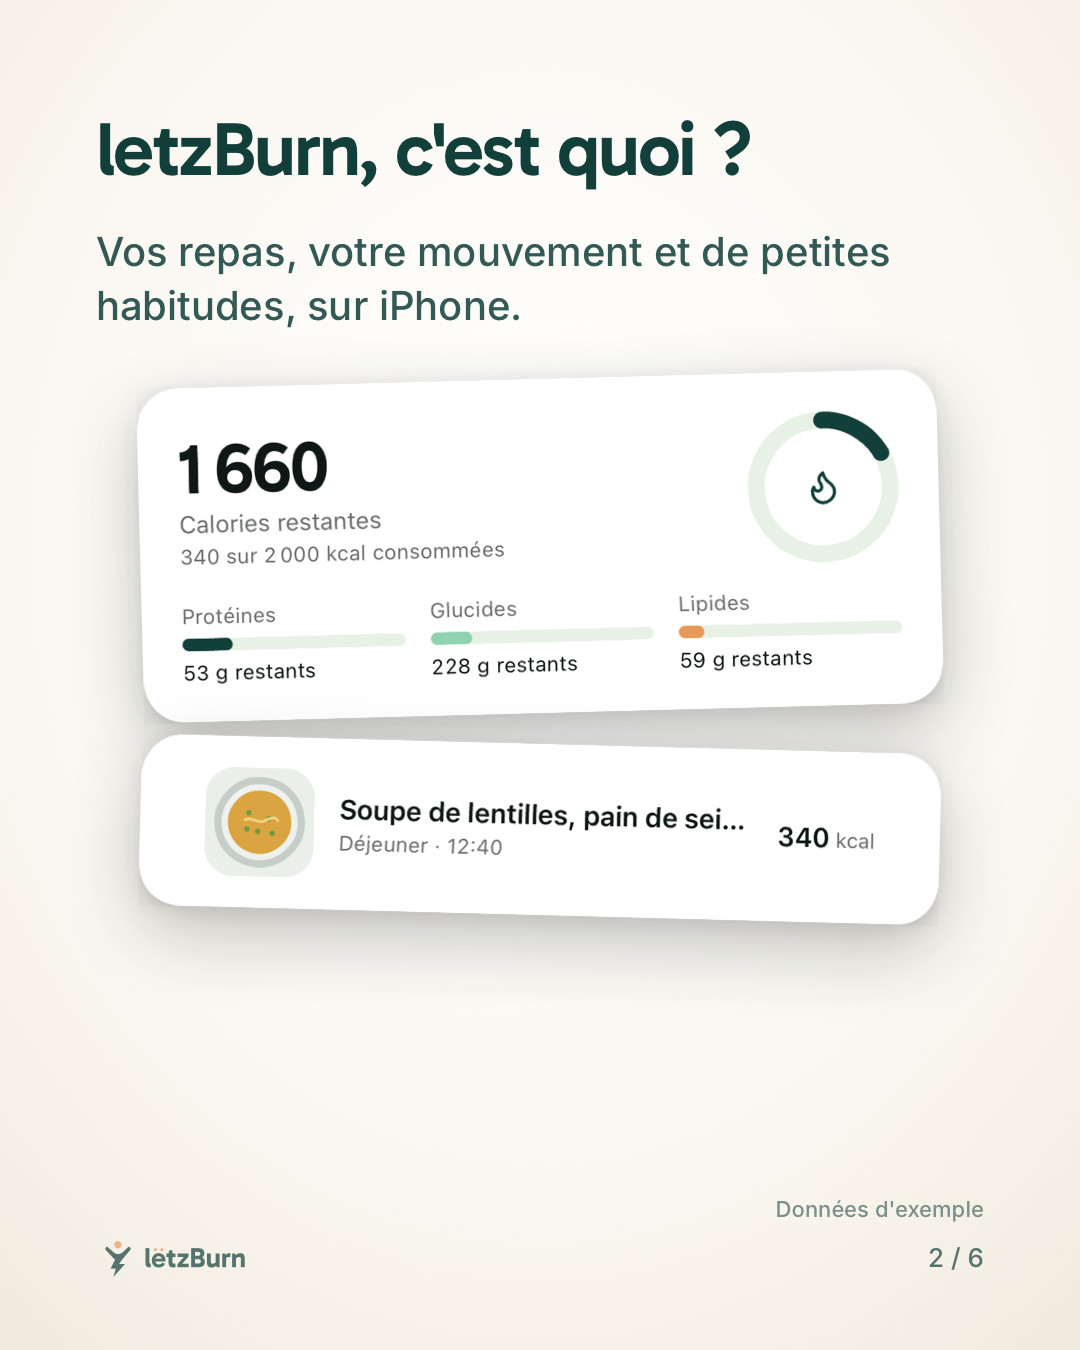 letzBurn, c'est quoi ?
Vos repas, votre mouvement et de petites
habitudes, sur iPhone.
1 660
Calories restantes
340 sur 2 000 kcal consommées
Protéines
53 g restants
Glucides
228 g restants
Lipides
59 g restants
Soupe de lentilles, pain de sei...
Déjeuner · 12:40
340 kcal
Données d'exemple
lëtzBurn
2 / 6